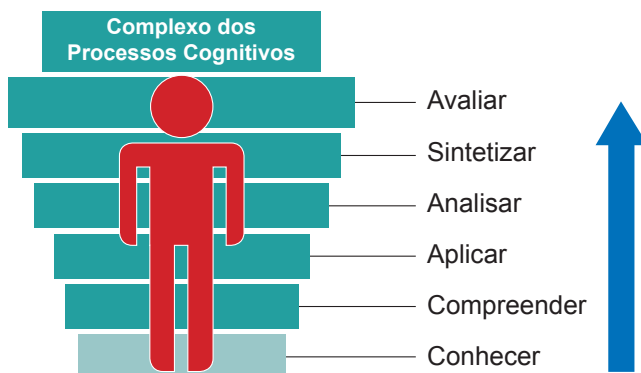 Complexo dos
Processos Cognitivos
Avaliar
Sintetizar
Analisar
Aplicar
Compreender
Conhecer